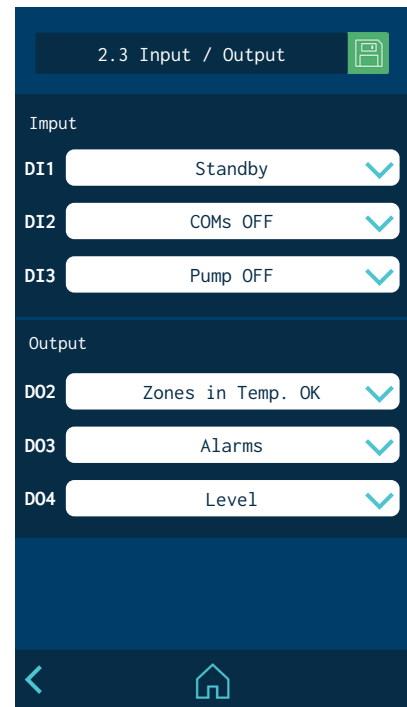 2.3 Input / Output
Imput
DI1 Standby
DI2 COMs OFF
DI3 Pump OFF
Output
DO2 Zones in Temp. OK
DO3 Alarms
DO4 Level